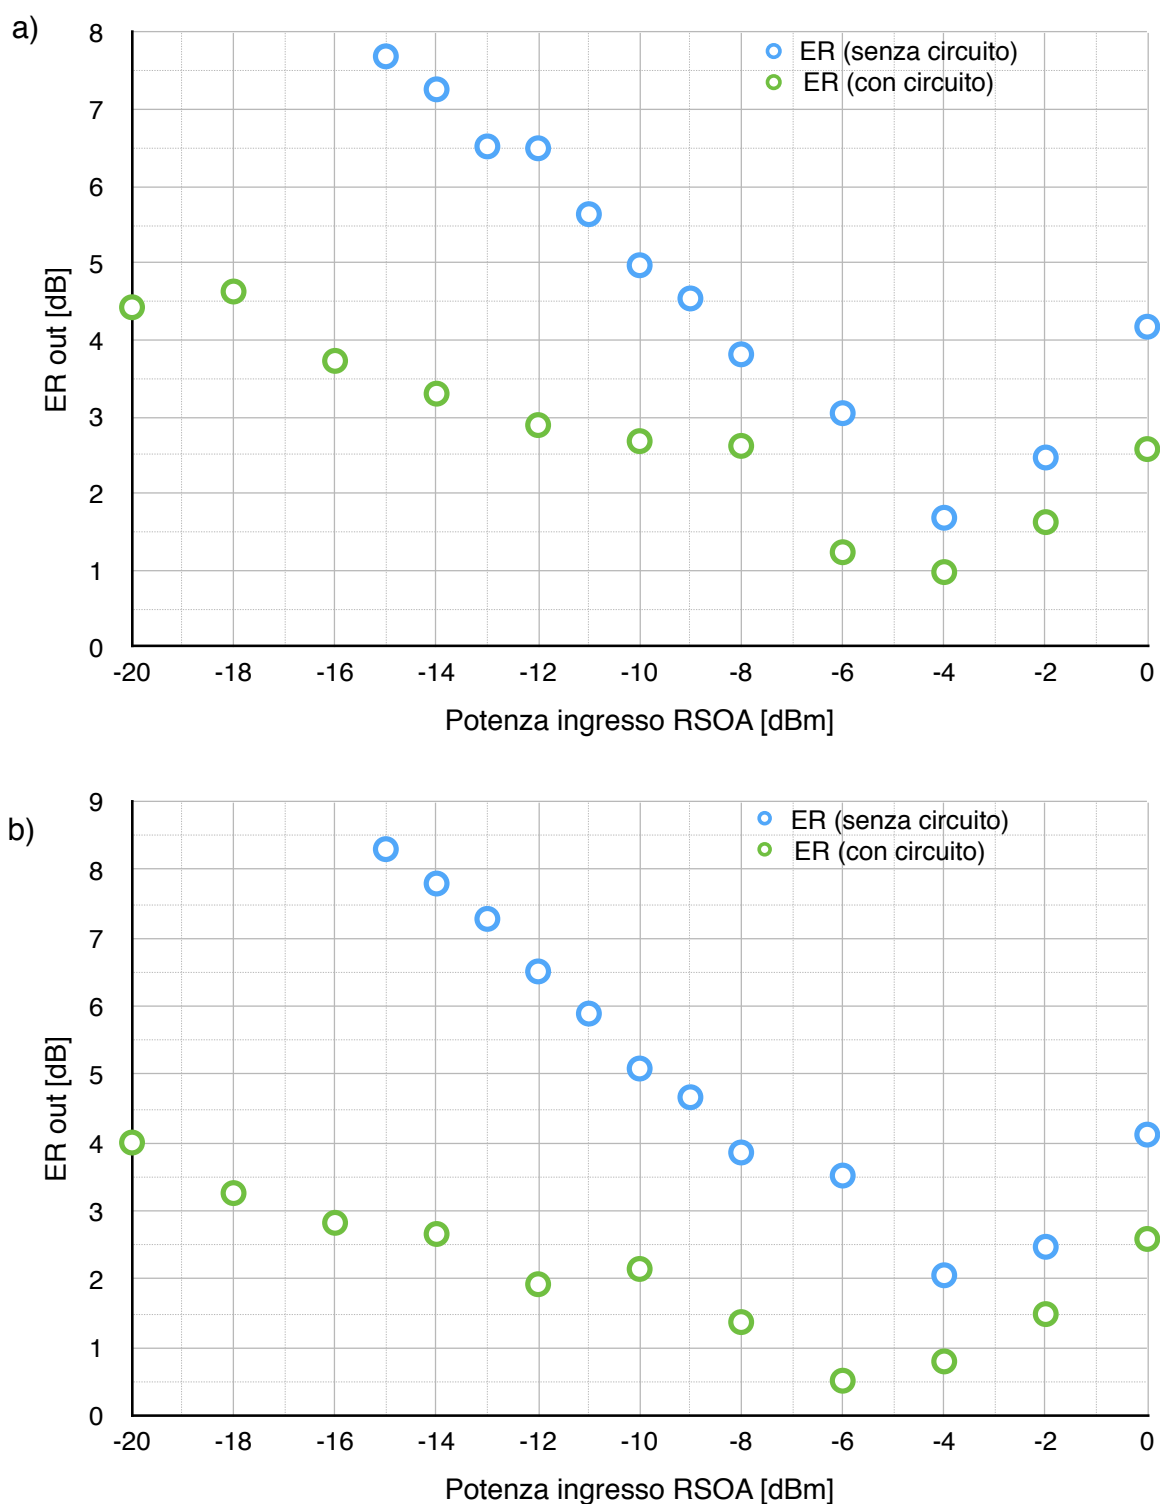 a)
8
7
6
5
4
3
2
1
0
ER out [dB]
ER (senza circuito)
ER (con circuito)
-20 -18 -16 -14 -12 -10 -8 -6 -4 -2 0
Potenza ingresso RSOA [dBm]
b)
9
8
7
6
5
4
3
2
1
0
ER out [dB]
ER (senza circuito)
ER (con circuito)
-20 -18 -16 -14 -12 -10 -8 -6 -4 -2 0
Potenza ingresso RSOA [dBm]